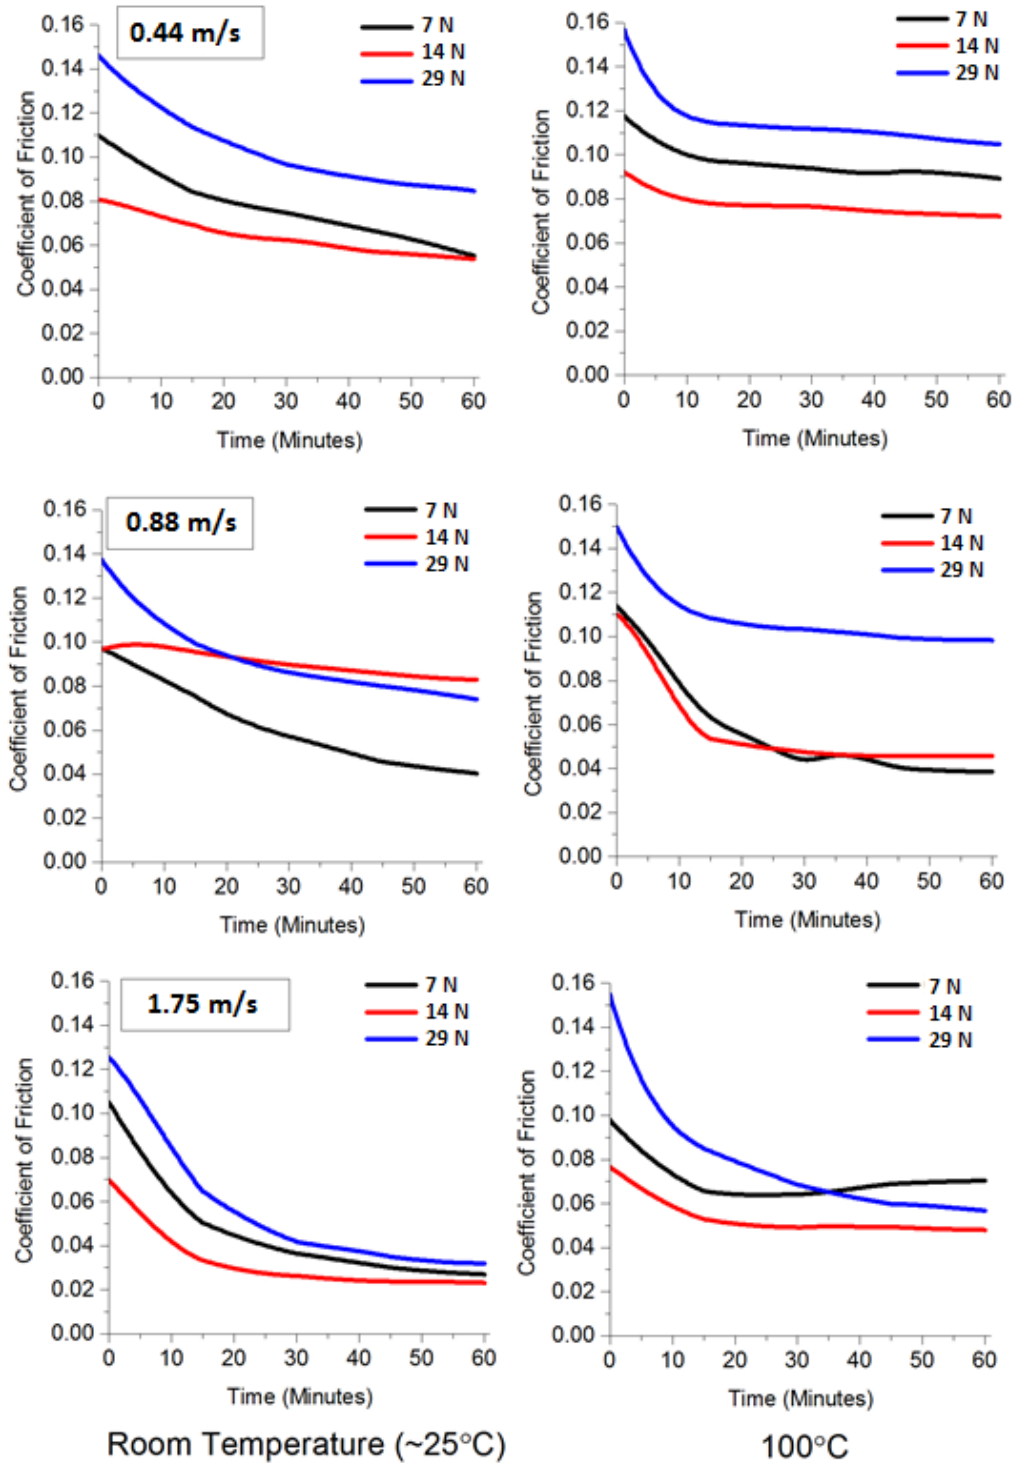 0.44 m/s
7 N
14 N
29 N
Coefficient of Friction
0.16
0.14
0.12
0.10
0.08
0.06
0.04
0.02
0.00
0 10 20 30 40 50 60
Time (Minutes)
7 N
14 N
29 N
Coefficient of Friction
0.16
0.14
0.12
0.10
0.08
0.06
0.04
0.02
0.00
0 10 20 30 40 50 60
Time (Minutes)
0.88 m/s
7 N
14 N
29 N
Coefficient of Friction
0.16
0.14
0.12
0.10
0.08
0.06
0.04
0.02
0.00
0 10 20 30 40 50 60
Time (Minutes)
7 N
14 N
29 N
Coefficient of Friction
0.16
0.14
0.12
0.10
0.08
0.06
0.04
0.02
0.00
0 10 20 30 40 50 60
Time (Minutes)
1.75 m/s
7 N
14 N
29 N
Coefficient of Friction
0.16
0.14
0.12
0.10
0.08
0.06
0.04
0.02
0.00
0 10 20 30 40 50 60
Time (Minutes)
7 N
14 N
29 N
Coefficient of Friction
0.16
0.14
0.12
0.10
0.08
0.06
0.04
0.02
0.00
0 10 20 30 40 50 60
Time (Minutes)
Room Temperature (~25°C)
100°C